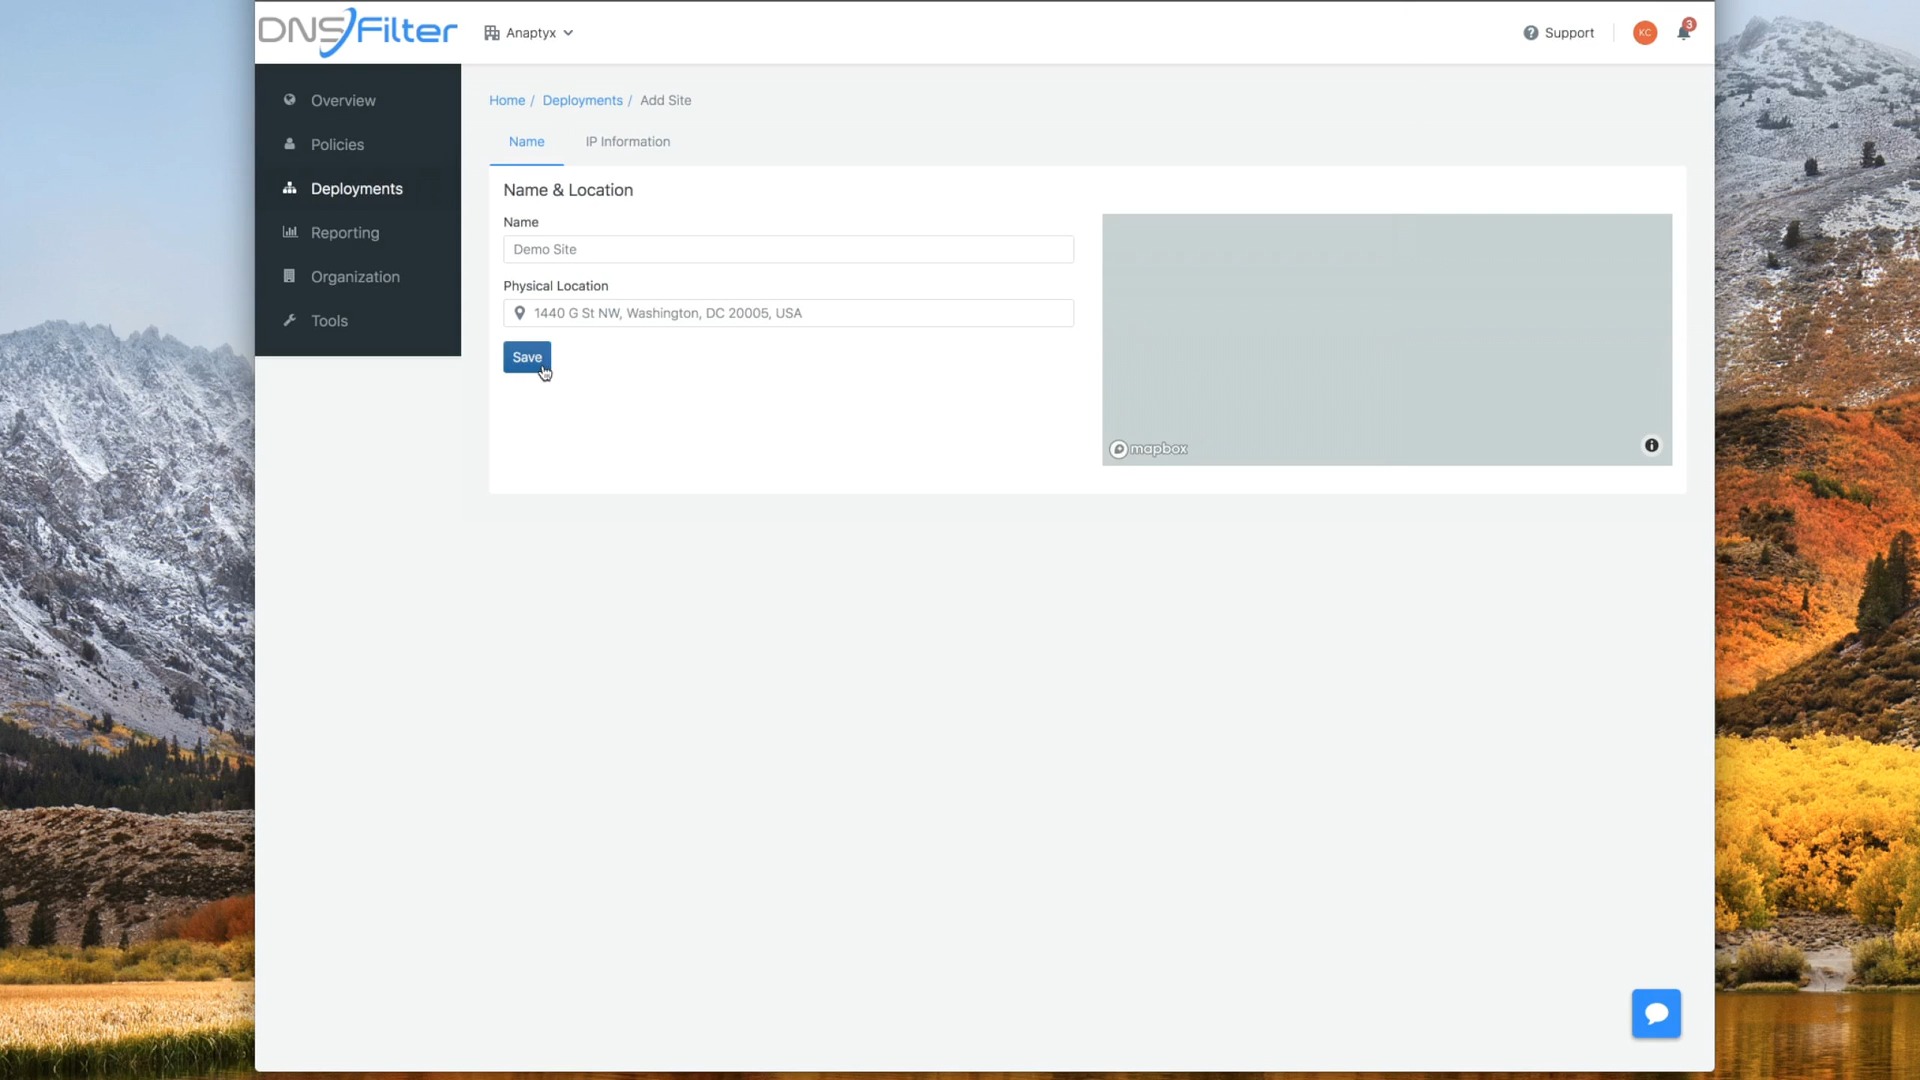 DNSFilter
Anaptyx
Support
KC
3
Overview
Policies
Deployments
Reporting
Organization
Tools
Home / Deployments / Add Site
Name
IP Information
Name & Location
Name
Demo Site
Physical Location
1440 G St NW, Washington, DC 20005, USA
Save
mapbox